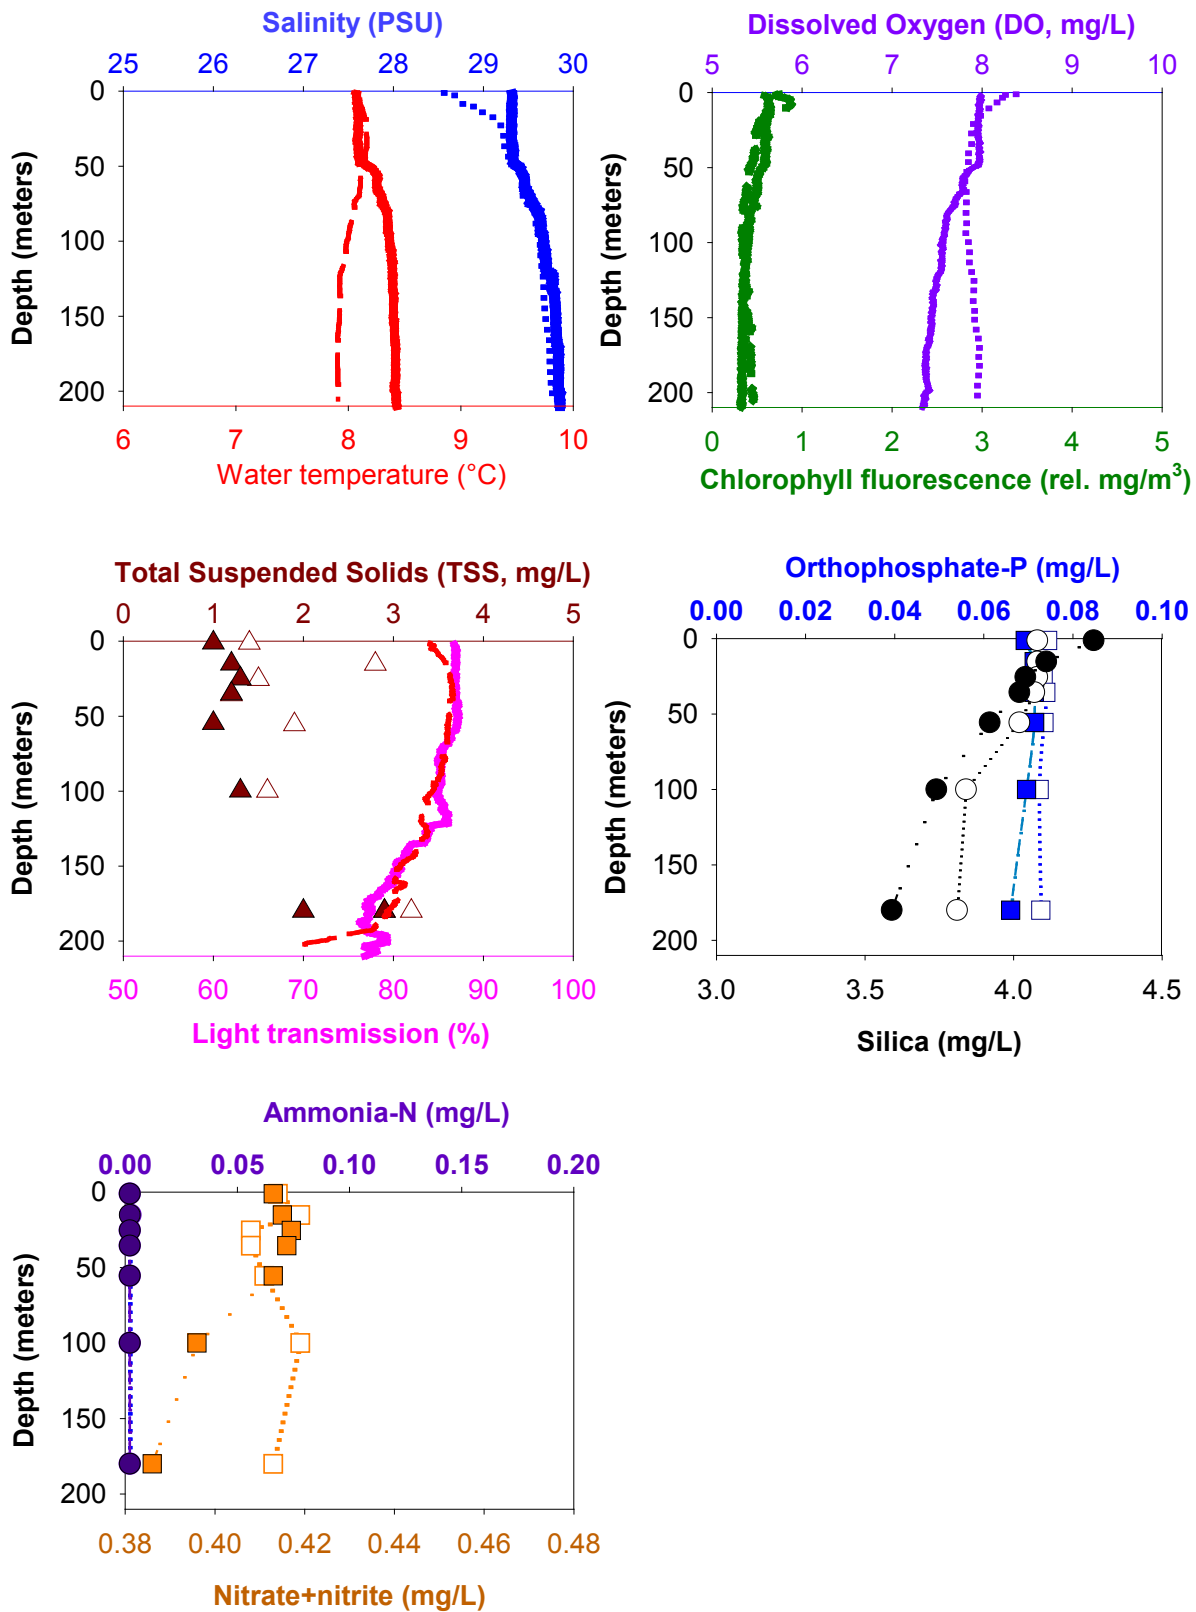 Salinity (PSU)
25 26 27 28 29 30
0
50
100
150
200
Depth (meters)
6 7 8 9 10
Water temperature (°C)
Dissolved Oxygen (DO, mg/L)
5 6 7 8 9 10
0
50
100
150
200
Depth (meters)
0 1 2 3 4 5
Chlorophyll fluorescence (rel. mg/m³)
Total Suspended Solids (TSS, mg/L)
0 1 2 3 4 5
0
50
100
150
200
Depth (meters)
50 60 70 80 90 100
Light transmission (%)
Orthophosphate-P (mg/L)
0.00 0.02 0.04 0.06 0.08 0.10
0
50
100
150
200
Depth (meters)
3.0 3.5 4.0 4.5
Silica (mg/L)
Ammonia-N (mg/L)
0.00 0.05 0.10 0.15 0.20
0
50
100
150
200
Depth (meters)
0.38 0.40 0.42 0.44 0.46 0.48
Nitrate+nitrite (mg/L)